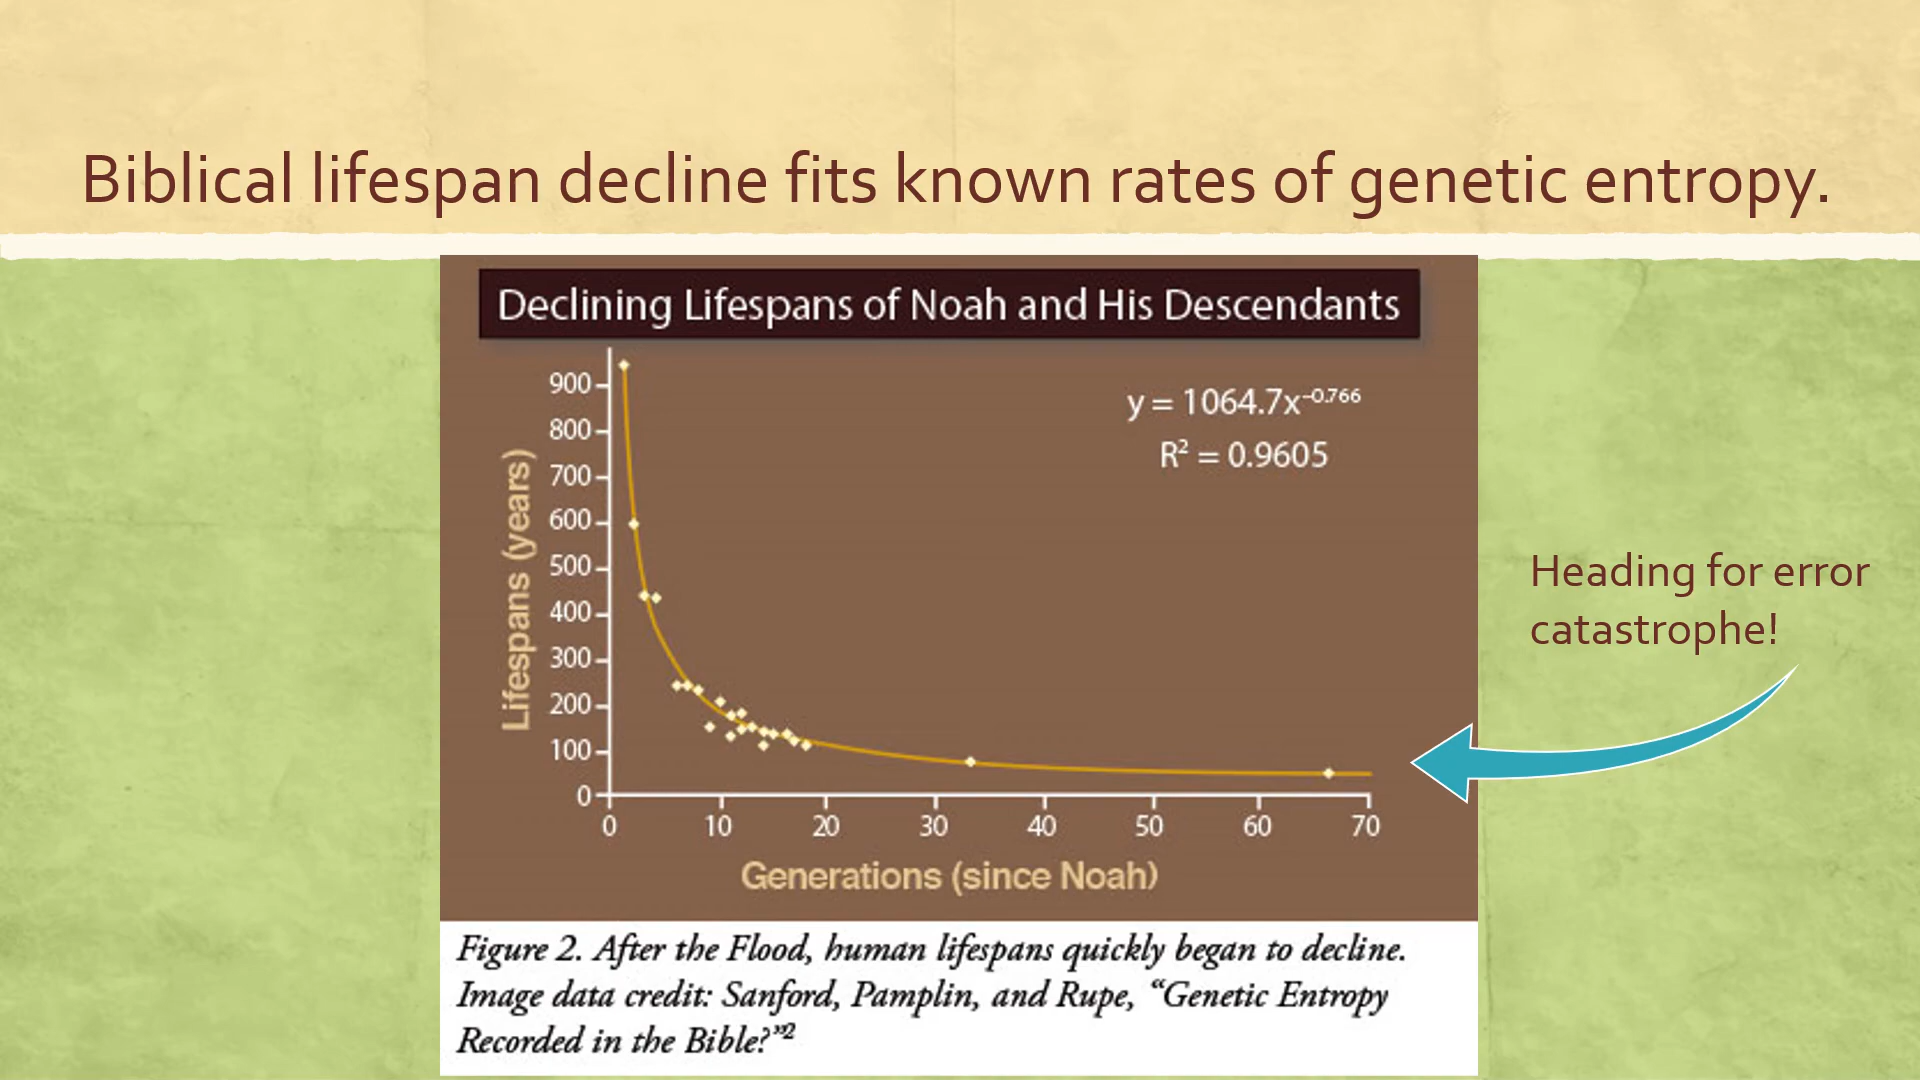 Biblical lifespan decline fits known rates of genetic entropy.
Declining Lifespans of Noah and His Descendants
y = 1064.7x⁻⁰·⁷⁶⁶
R² = 0.9605
Lifespans (years)
900
800
700
600
500
400
300
200
100
0
0 10 20 30 40 50 60 70
Generations (since Noah)
Heading for error
catastrophe!
Figure 2. After the Flood, human lifespans quickly began to decline.
Image data credit: Sanford, Pamplin, and Rupe, “Genetic Entropy
Recorded in the Bible?”²